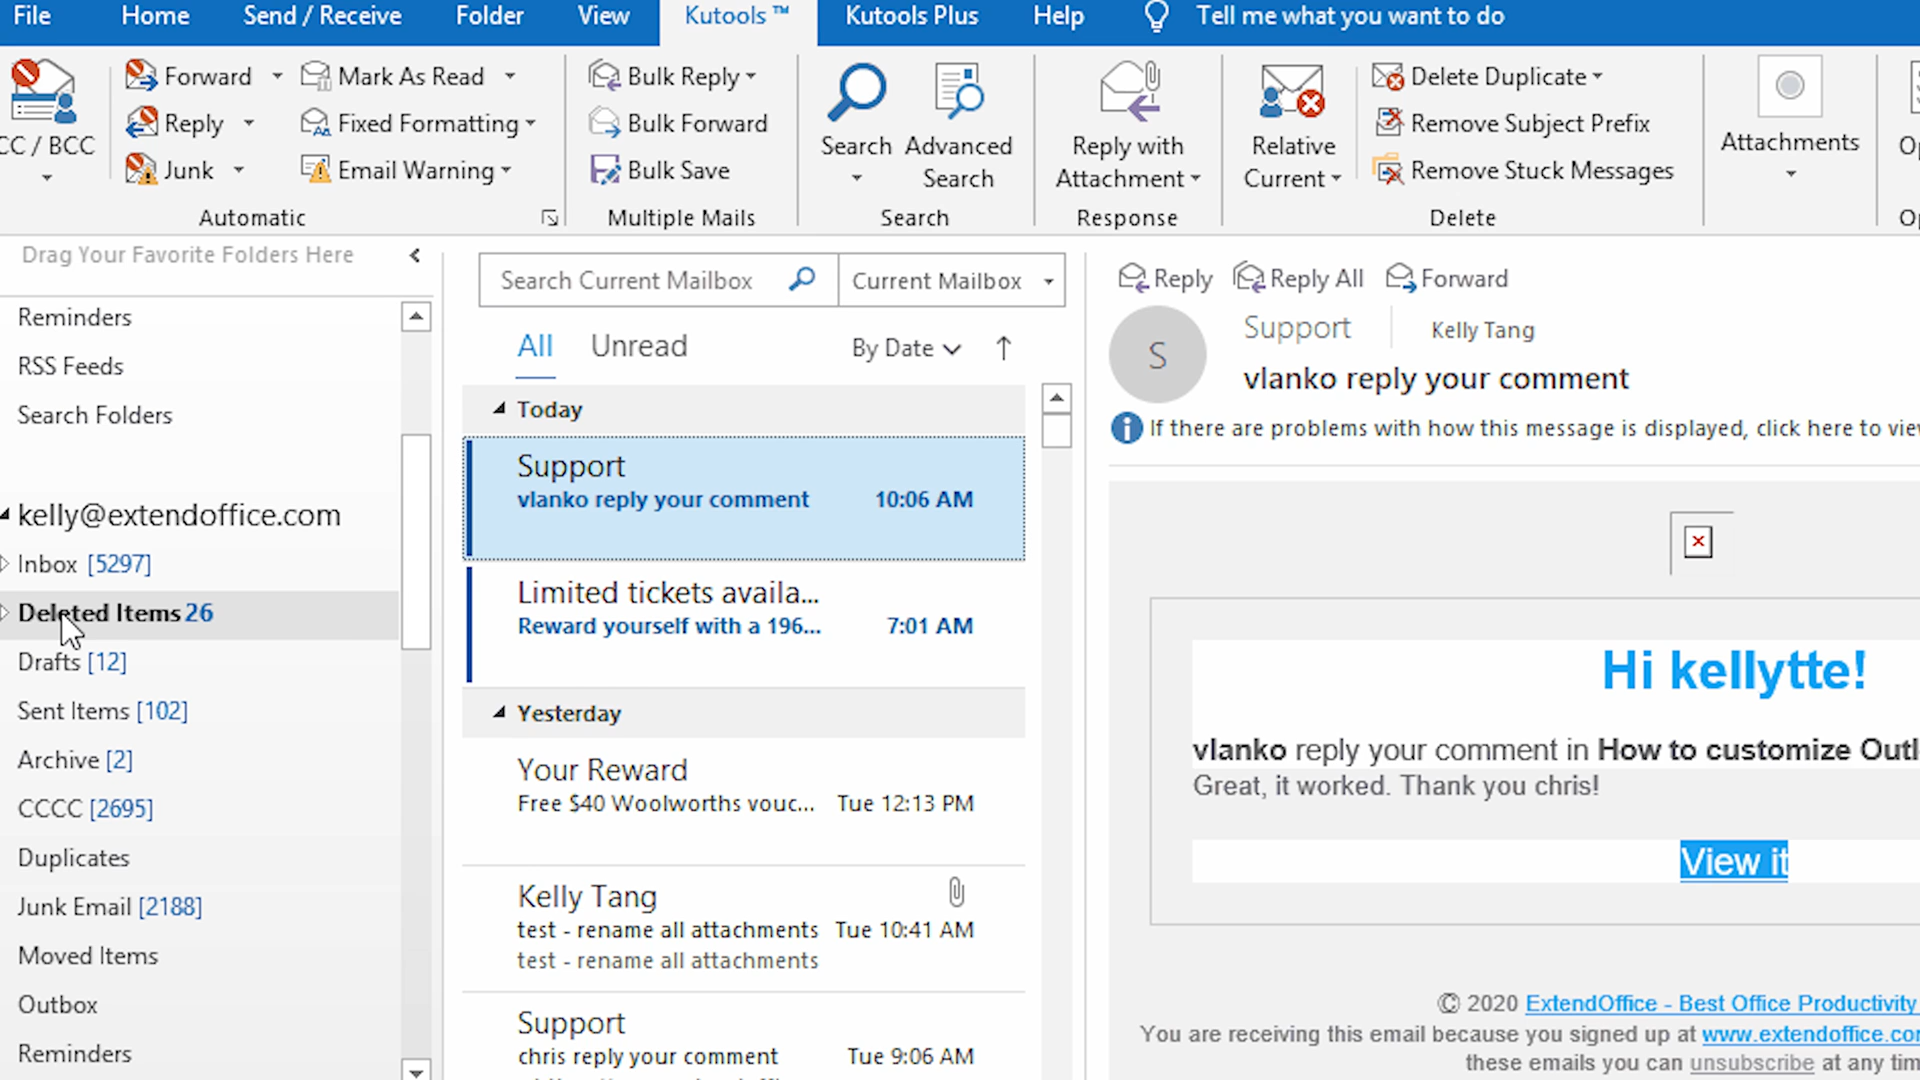 File Home Send / Receive Folder View Kutools ™ Kutools Plus Help Tell me what you want to do
CC / BCC
Forward
Reply
Junk
Mark As Read
Fixed Formatting
Email Warning
Automatic
Bulk Reply
Bulk Forward
Bulk Save
Multiple Mails
Search
Advanced
Search
Search
Reply with
Attachment
Response
Relative
Current
Delete Duplicate
Remove Subject Prefix
Remove Stuck Messages
Delete
Attachments
Drag Your Favorite Folders Here
Reminders
RSS Feeds
Search Folders
kelly@extendoffice.com
Inbox [5297]
Deleted Items 26
Drafts [12]
Sent Items [102]
Archive [2]
CCCC [2695]
Duplicates
Junk Email [2188]
Moved Items
Outbox
Reminders
Search Current Mailbox Current Mailbox
All Unread By Date
Today
Support
vlanko reply your comment 10:06 AM
Limited tickets availa...
Reward yourself with a 196... 7:01 AM
Yesterday
Your Reward
Free $40 Woolworths vouc... Tue 12:13 PM
Kelly Tang
test - rename all attachments Tue 10:41 AM
test - rename all attachments
Support
chris reply your comment Tue 9:06 AM
Reply Reply All Forward
S
Support Kelly Tang
vlanko reply your comment
If there are problems with how this message is displayed, click here to vie
Hi kellytte!
vlanko reply your comment in How to customize Outl
Great, it worked. Thank you chris!
View it
© 2020 ExtendOffice - Best Office Productivity
You are receiving this email because you signed up at www.extendoffice.co
these emails you can unsubscribe at any tim